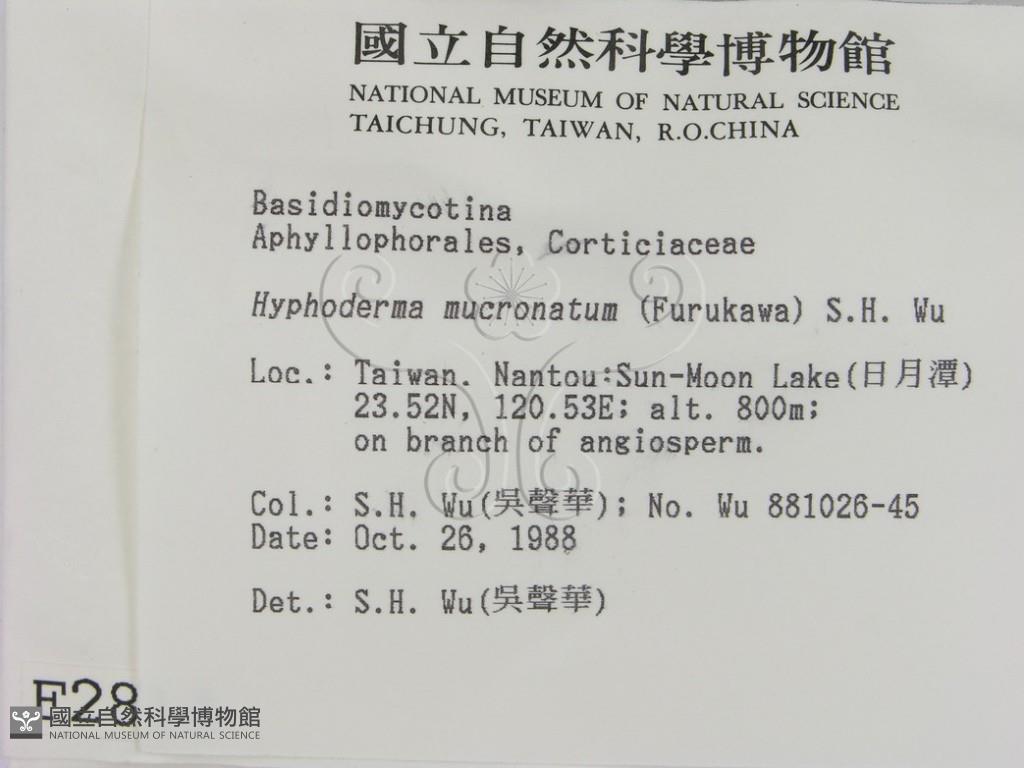 國立自然科學博物館
NATIONAL MUSEUM OF NATURAL SCIENCE
TAICHUNG, TAIWAN, R.O.CHINA
Basidiomycotina
Aphyllophorales, Corticiaceae
Hyphoderma mucronatum (Furukawa) S.H. Wu
Loc.: Taiwan. Nantou:Sun-Moon Lake(日月潭)
23.52N, 120.53E; alt. 800m;
on branch of angiosperm.
Col.: S.H. Wu(吳聲華); No. Wu 881026-45
Date: Oct. 26, 1988
Det.: S.H. Wu(吳聲華)
F28
國立自然科學博物館
NATIONAL MUSEUM OF NATURAL SCIENCE